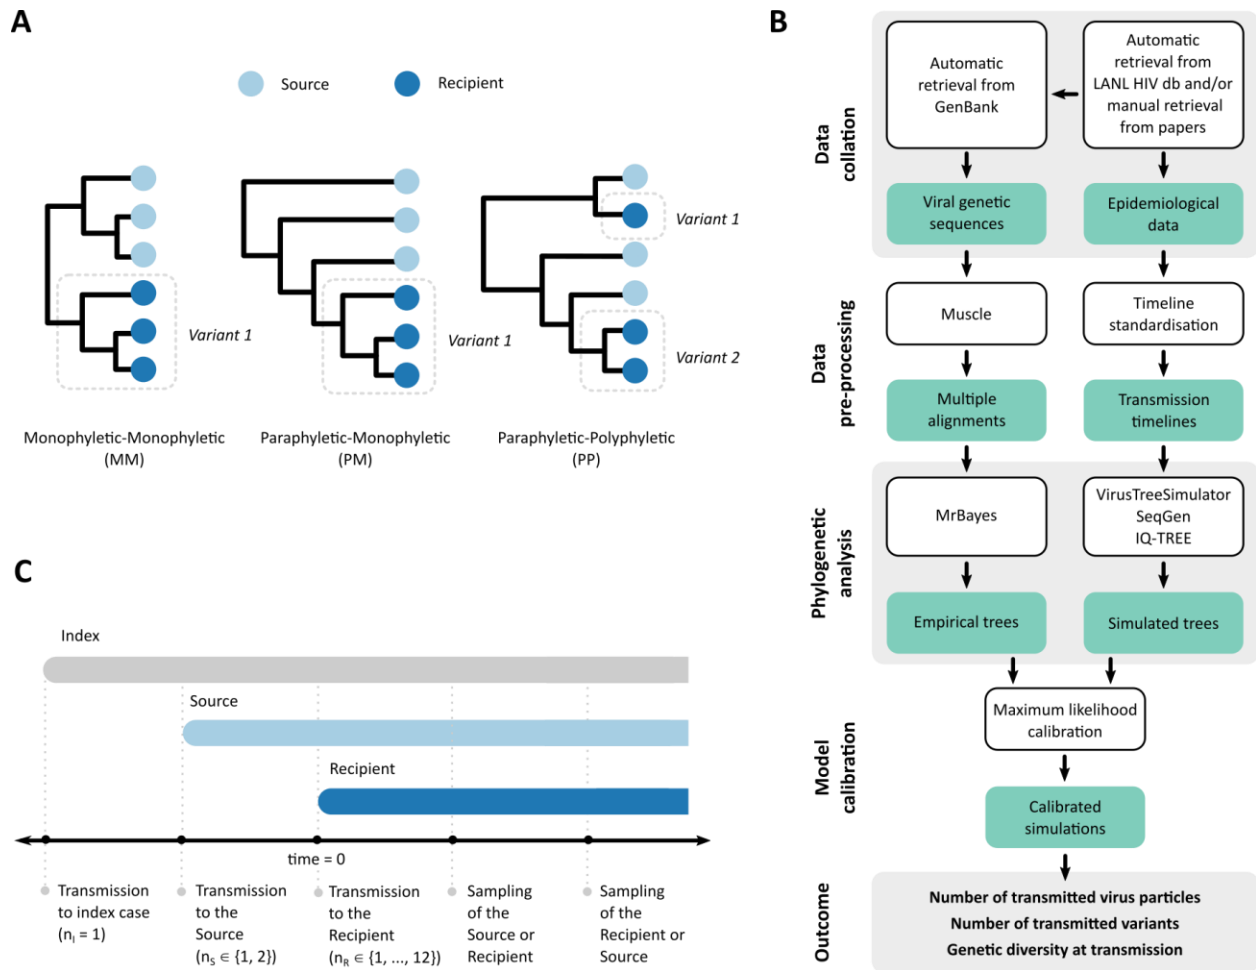 A
Source
Recipient
Variant 1
Variant 1
Variant 1
Variant 2
Monophyletic-Monophyletic
(MM)
Paraphyletic-Monophyletic
(PM)
Paraphyletic-Polyphyletic
(PP)
B
Data
collation
Automatic
retrieval from
GenBank
Automatic
retrieval from
LANL HIV db and/or
manual retrieval
from papers
Viral genetic
sequences
Epidemiological
data
Data
pre-processing
Muscle
Timeline
standardisation
Multiple
alignments
Transmission
timelines
Phylogenetic
analysis
MrBayes
VirusTreeSimulator
SeqGen
IQ-TREE
Empirical trees
Simulated trees
Model
calibration
Maximum likelihood
calibration
Calibrated
simulations
Outcome
Number of transmitted virus particles
Number of transmitted variants
Genetic diversity at transmission
C
Index
Source
Recipient
time = 0
Transmission
to index case
(n_I = 1)
Transmission
to the
Source
(n_S ∈ {1, 2})
Transmission
to the
Recipient
(n_R ∈ {1, ..., 12})
Sampling
of the
Source or
Recipient
Sampling
of the
Recipient or
Source